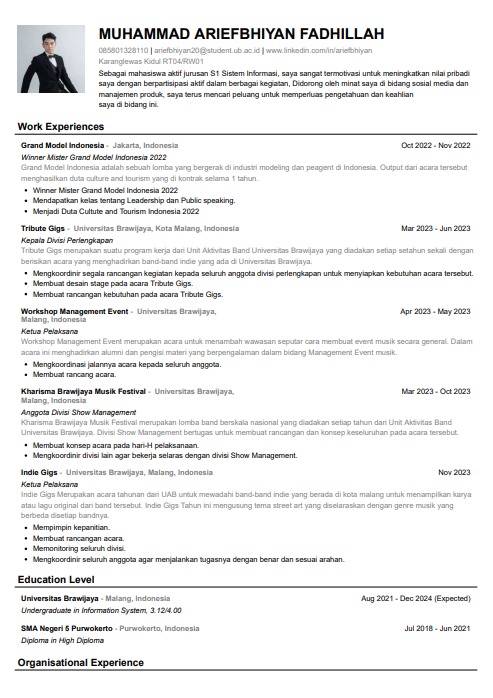 MUHAMMAD ARIEFBHIYAN FADHILLAH
085801328110 | ariefbhiyan20@student.ub.ac.id | www.linkedin.com/in/ariefbhiyan
Karanglewas Kidul RT04/RW01
Sebagai mahasiswa aktif jurusan S1 Sistem Informasi, saya sangat termotivasi untuk meningkatkan nilai pribadi
saya dengan berpartisipasi aktif dalam berbagai kegiatan, Didorong oleh minat saya di bidang sosial media dan
manajemen produk, saya terus mencari peluang untuk memperluas pengetahuan dan keahlian
saya di bidang ini.
Work Experiences
Grand Model Indonesia - Jakarta, Indonesia Oct 2022 - Nov 2022
Winner Mister Grand Model Indonesia 2022
Grand Model Indonesia adalah sebuah lomba yang bergerak di industri modeling dan peagent di Indonesia. Output dari acara tersebut
menghasilkan duta culture and tourism yang di kontrak selama 1 tahun.
• Winner Mister Grand Model Indonesia 2022
• Mendapatkan kelas tentang Leadership dan Public speaking.
• Menjadi Duta Culture and Tourism Indonesia 2022
Tribute Gigs - Universitas Brawijaya, Kota Malang, Indonesia Mar 2023 - Jun 2023
Kepala Divisi Perlengkapan
Tribute Gigs merupakan suatu program kerja dari Unit Aktivitas Band Universitas Brawijaya yang diadakan setiap setahun sekali dengan
berisikan acara yang menghadirkan band-band indie yang ada di Universitas Brawijaya.
• Mengkoordinir segala rancangan kegiatan kepada seluruh anggota divisi perlengkapan untuk menyiapkan kebutuhan acara tersebut.
• Membuat desain stage pada acara Tribute Gigs.
• Membuat rancangan kebutuhan pada acara Tribute Gigs.
Workshop Management Event - Universitas Brawijaya, Apr 2023 - May 2023
Malang, Indonesia
Ketua Pelaksana
Workshop Management Event merupakan acara untuk menambah wawasan seputar cara membuat event musik secara general. Dalam
acara ini menghadirkan alumni dan pengisi materi yang berpengalaman dalam bidang Management Event musik.
• Mengkoordinasi jalannya acara kepada seluruh anggota.
• Membuat rancang acara.
Kharisma Brawijaya Musik Festival - Universitas Brawijaya, Mar 2023 - Oct 2023
Malang, Indonesia
Anggota Divisi Show Management
Kharisma Brawijaya Musik Festival merupakan lomba band berskala nasional yang diadakan setiap tahun dari Unit Aktivitas Band
Universitas Brawijaya. Divisi Show Management bertugas untuk membuat rancangan dan konsep keseluruhan pada acara tersebut.
• Membuat konsep acara pada hari-H pelaksanaan.
• Mengkoordinir divisi lain agar bekerja selaras dengan divisi Show Management.
Indie Gigs - Universitas Brawijaya, Malang, Indonesia Nov 2023
Ketua Pelaksana
Indie Gigs Merupakan acara tahunan dari UAB untuk mewadahi band-band indie yang berada di kota malang untuk menampilkan karya
atau lagu original dari band tersebut. Indie Gigs Tahun ini mengusung tema street art yang diselaraskan dengan genre musik yang
berbeda disetiap bandnya.
• Mempimpin kepanitian.
• Membuat rancangan acara.
• Memonitoring seluruh divisi.
• Mengkoordinir seluruh anggota agar menjalankan tugasnya dengan benar dan sesuai arahan.
Education Level
Universitas Brawijaya - Malang, Indonesia Aug 2021 - Dec 2024 (Expected)
Undergraduate in Information System, 3.12/4.00
SMA Negeri 5 Purwokerto - Purwokerto, Indonesia Jul 2018 - Jun 2021
Diploma in High Diploma
Organisational Experience